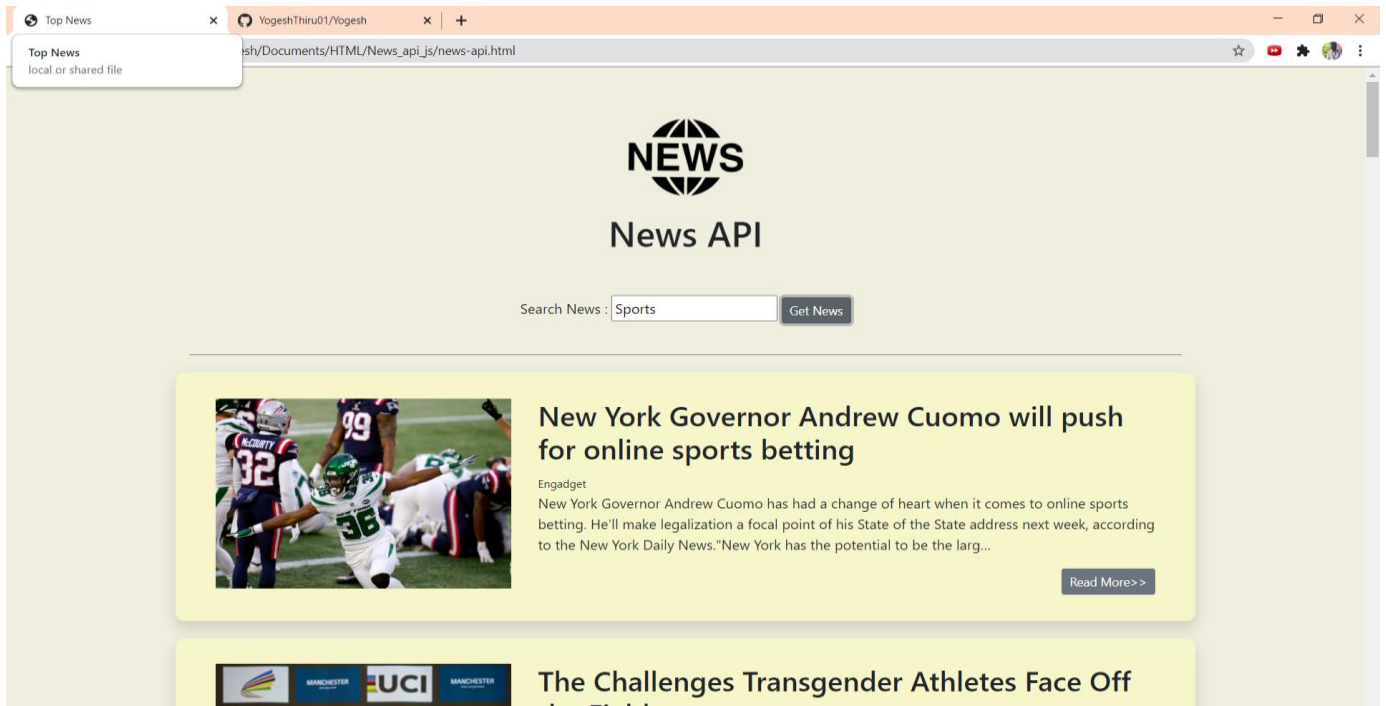 Top News
YogeshThiru01/Yogesh
Top News
local or shared file
esh/Documents/HTML/News_api_js/news-api.html
NEWS
News API
Search News : Sports
Get News
99
McCOURTY
32
36
New York Governor Andrew Cuomo will push
for online sports betting
Engadget
New York Governor Andrew Cuomo has had a change of heart when it comes to online sports
betting. He'll make legalization a focal point of his State of the State address next week, according
to the New York Daily News."New York has the potential to be the larg...
Read More>>
MANCHESTER
UCI
MANCHESTER
The Challenges Transgender Athletes Face Off